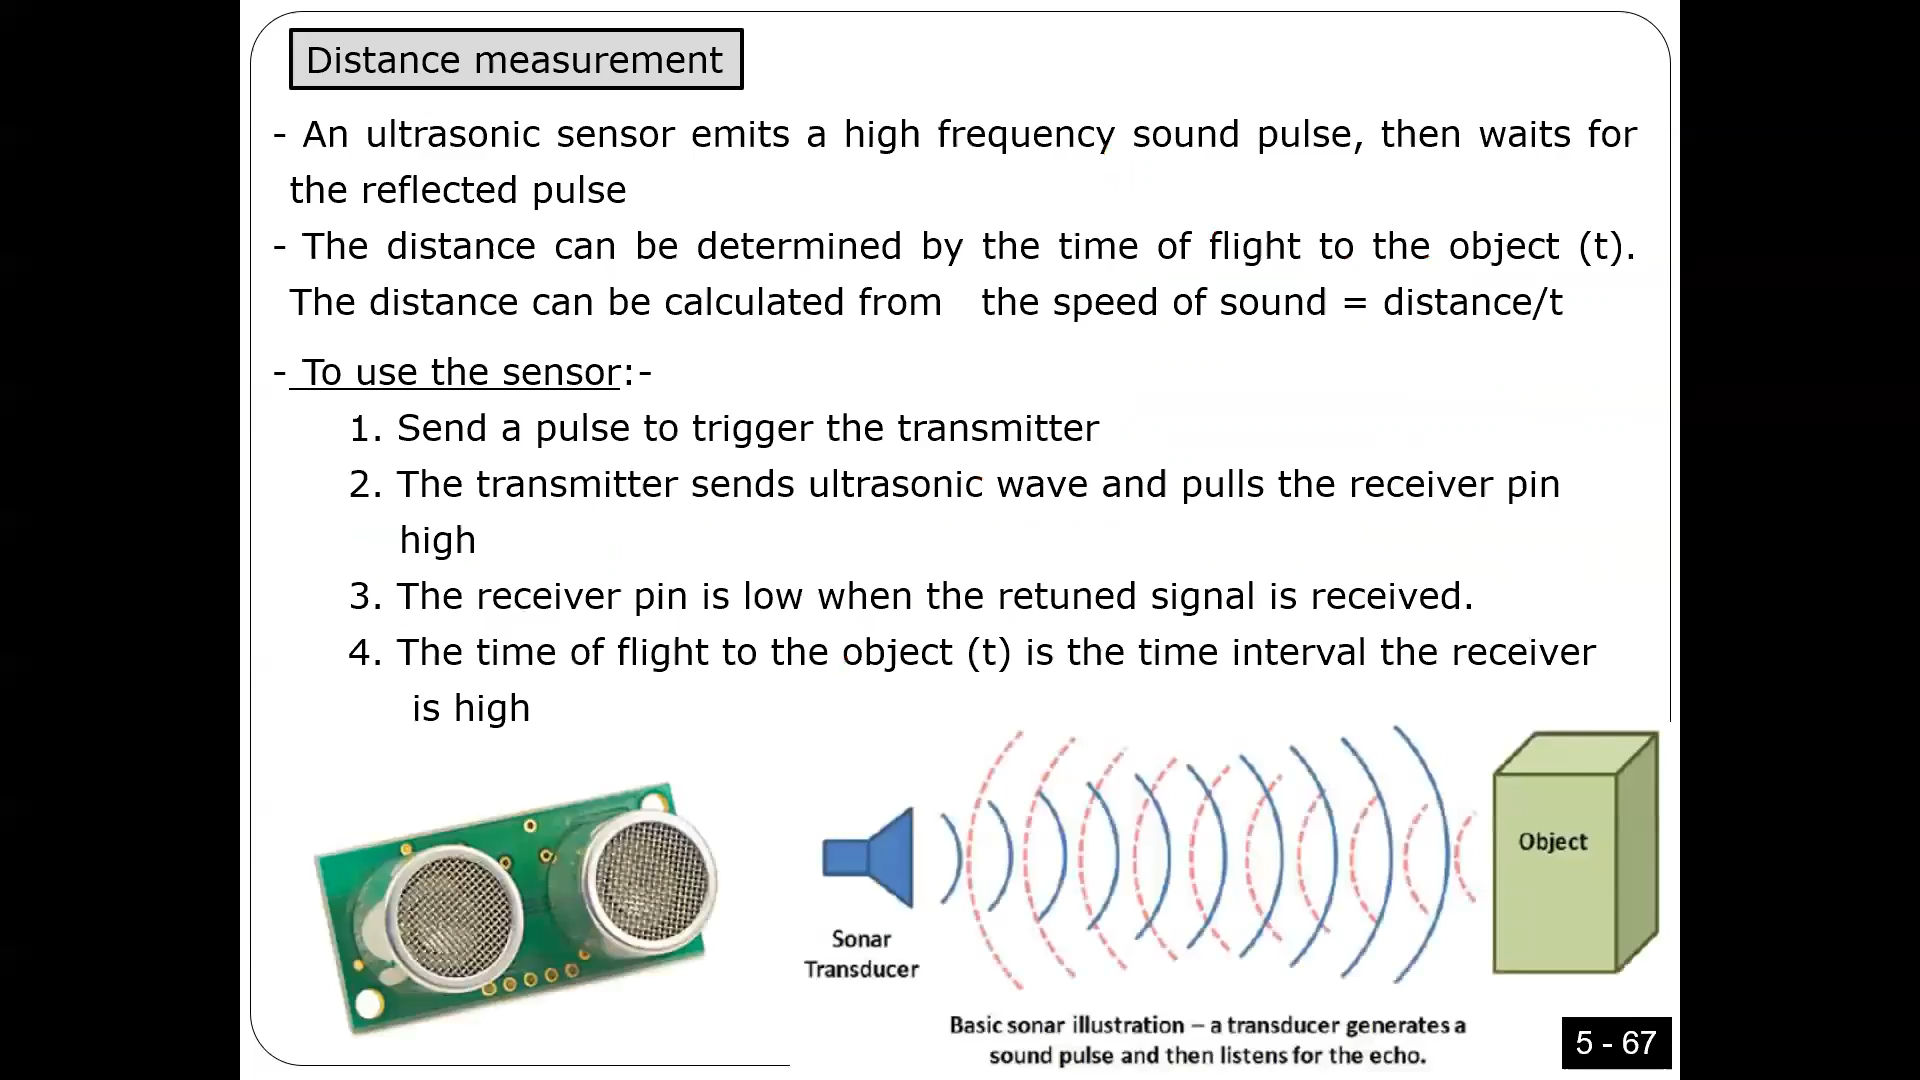 Distance measurement
- An ultrasonic sensor emits a high frequency sound pulse, then waits for
the reflected pulse
- The distance can be determined by the time of flight to the object (t).
The distance can be calculated from the speed of sound = distance/t
- To use the sensor:-
1. Send a pulse to trigger the transmitter
2. The transmitter sends ultrasonic wave and pulls the receiver pin
high
3. The receiver pin is low when the retuned signal is received.
4. The time of flight to the object (t) is the time interval the receiver
is high
Object
Sonar
Transducer
Basic sonar illustration – a transducer generates a
sound pulse and then listens for the echo.
5 - 67